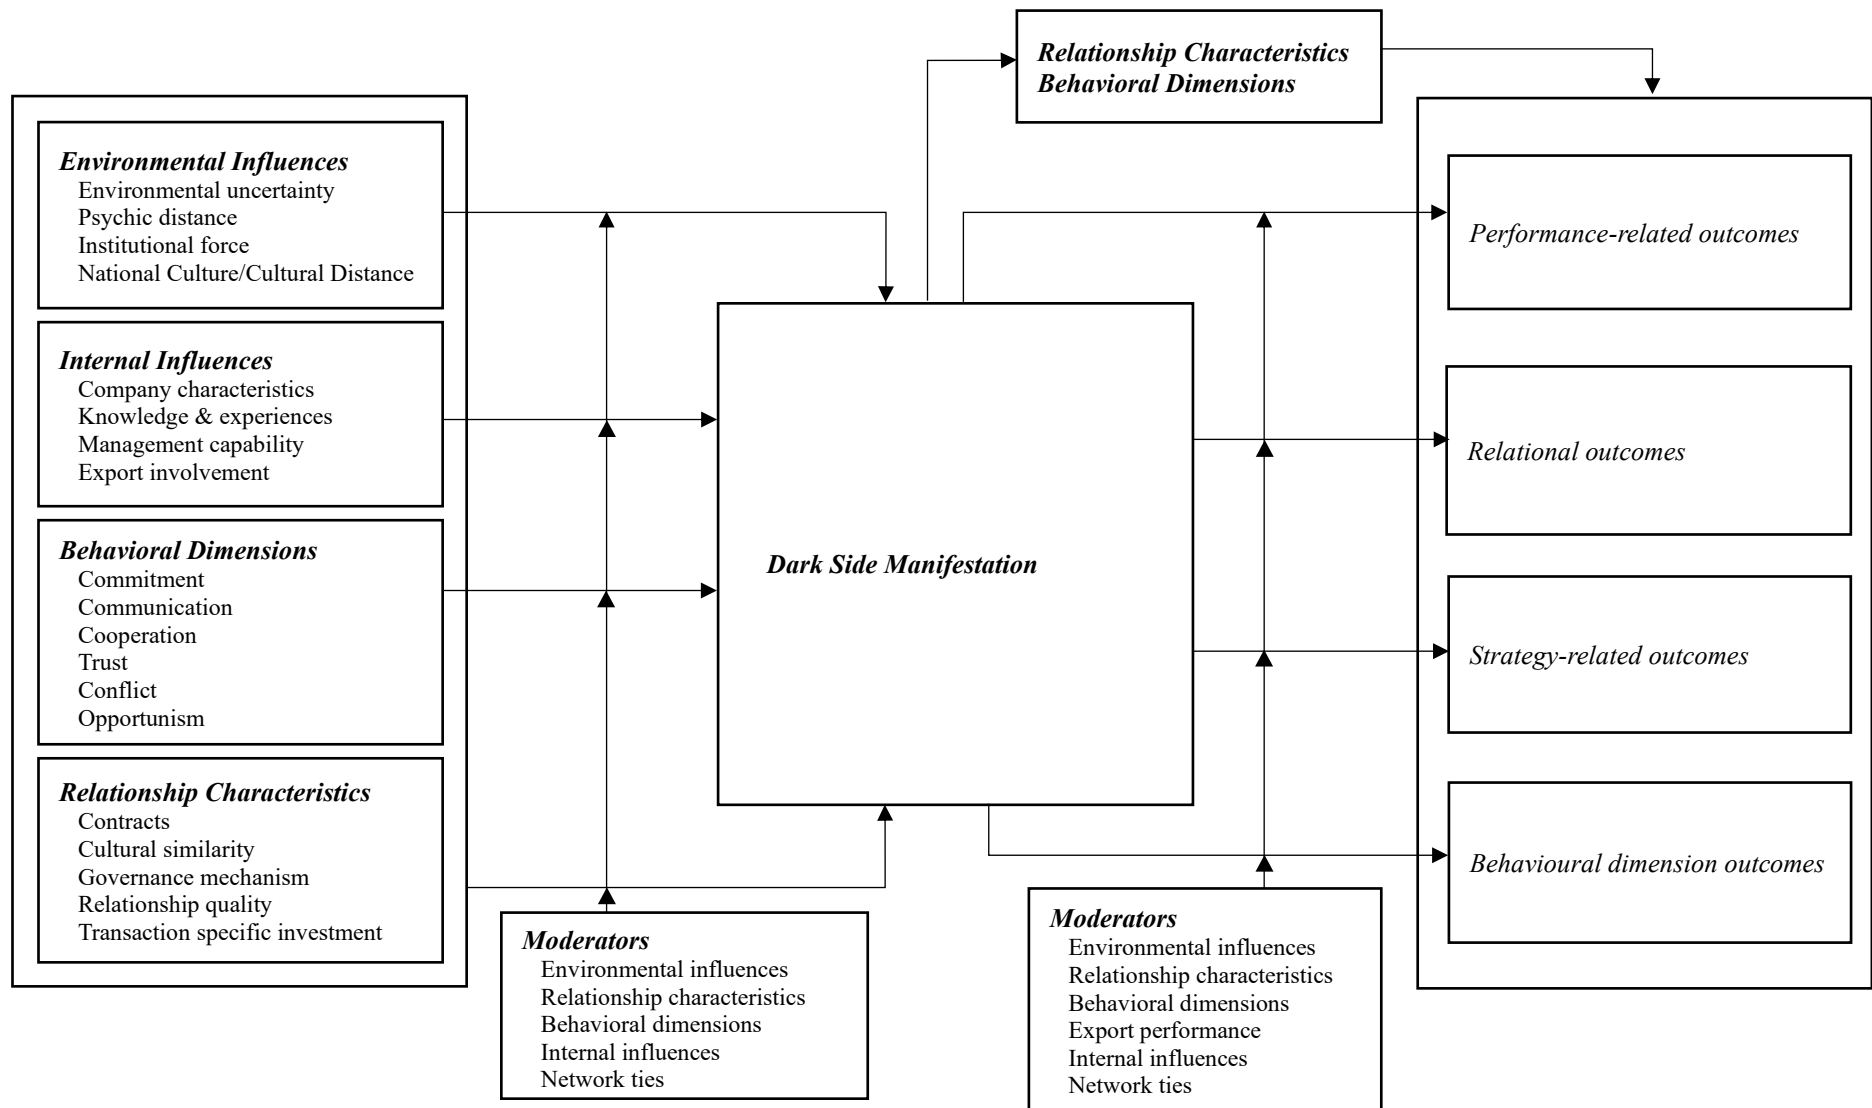 Relationship Characteristics
Behavioral Dimensions
Environmental Influences
Environmental uncertainty
Psychic distance
Institutional force
National Culture/Cultural Distance
Internal Influences
Company characteristics
Knowledge & experiences
Management capability
Export involvement
Behavioral Dimensions
Commitment
Communication
Cooperation
Trust
Conflict
Opportunism
Relationship Characteristics
Contracts
Cultural similarity
Governance mechanism
Relationship quality
Transaction specific investment
Moderators
Environmental influences
Relationship characteristics
Behavioral dimensions
Internal influences
Network ties
Dark Side Manifestation
Moderators
Environmental influences
Relationship characteristics
Behavioral dimensions
Export performance
Internal influences
Network ties
Performance-related outcomes
Relational outcomes
Strategy-related outcomes
Behavioural dimension outcomes